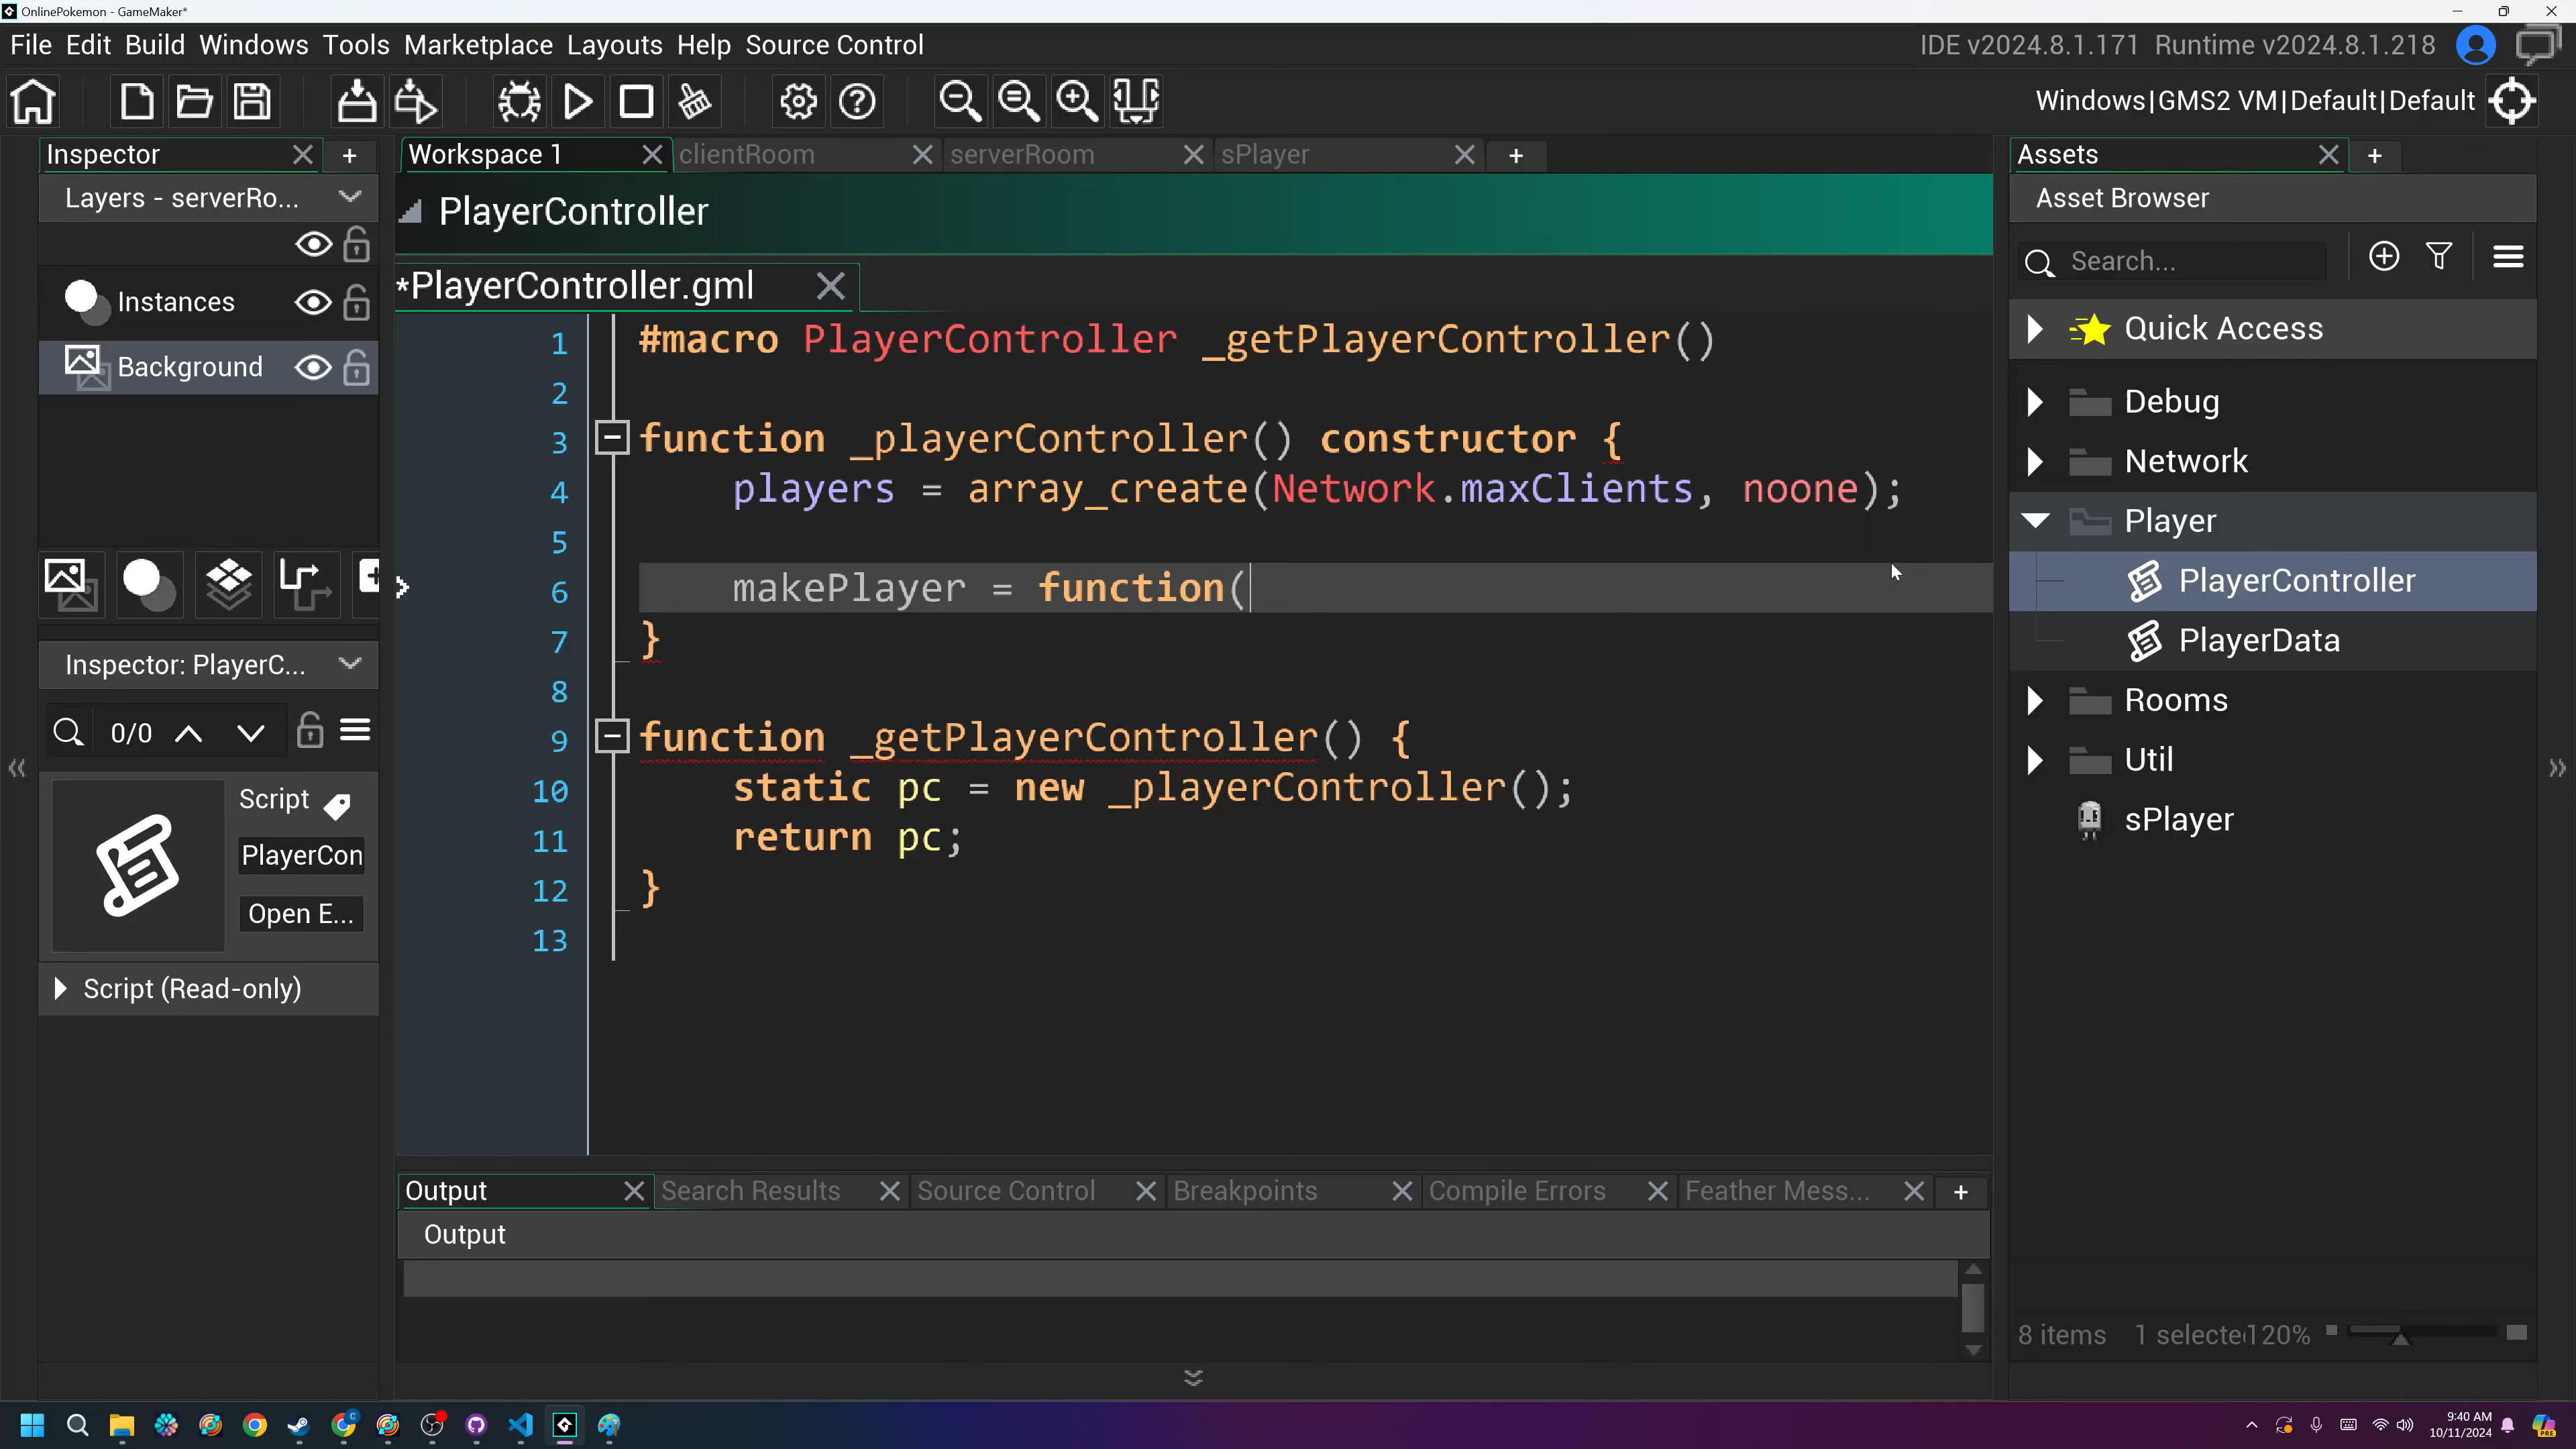 OnlinePokemon - GameMaker*
File Edit Build Windows Tools Marketplace Layouts Help Source Control
IDE v2024.8.1.171 Runtime v2024.8.1.218
Windows|GMS2 VM|Default|Default
Inspector
Layers - serverRo...
Instances
Background
Inspector: PlayerC...
0/0
Script
PlayerCon
Open E...
Script (Read-only)
Workspace 1
clientRoom
serverRoom
sPlayer
PlayerController
*PlayerController.gml
1 #macro PlayerController _getPlayerController()
2
3 function _playerController() constructor {
4 players = array_create(Network.maxClients, noone);
5
6 makePlayer = function(
7 }
8
9 function _getPlayerController() {
10 static pc = new _playerController();
11 return pc;
12 }
13
Output
Search Results
Source Control
Breakpoints
Compile Errors
Feather Mess...
Output
Assets
Asset Browser
Search...
Quick Access
Debug
Network
Player
PlayerController
PlayerData
Rooms
Util
sPlayer
8 items 1 selected 120%
9:40 AM
10/11/2024